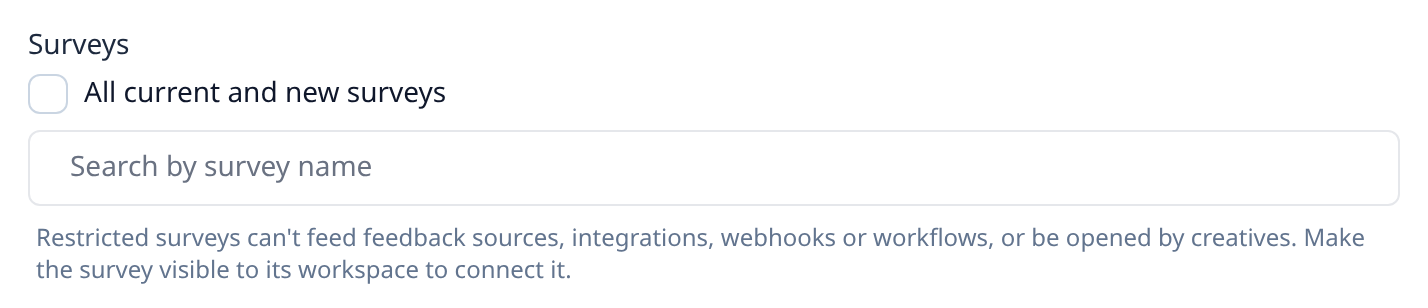 Surveys
All current and new surveys
Search by survey name
Restricted surveys can't feed feedback sources, integrations, webhooks or workflows, or be opened by creatives. Make
the survey visible to its workspace to connect it.